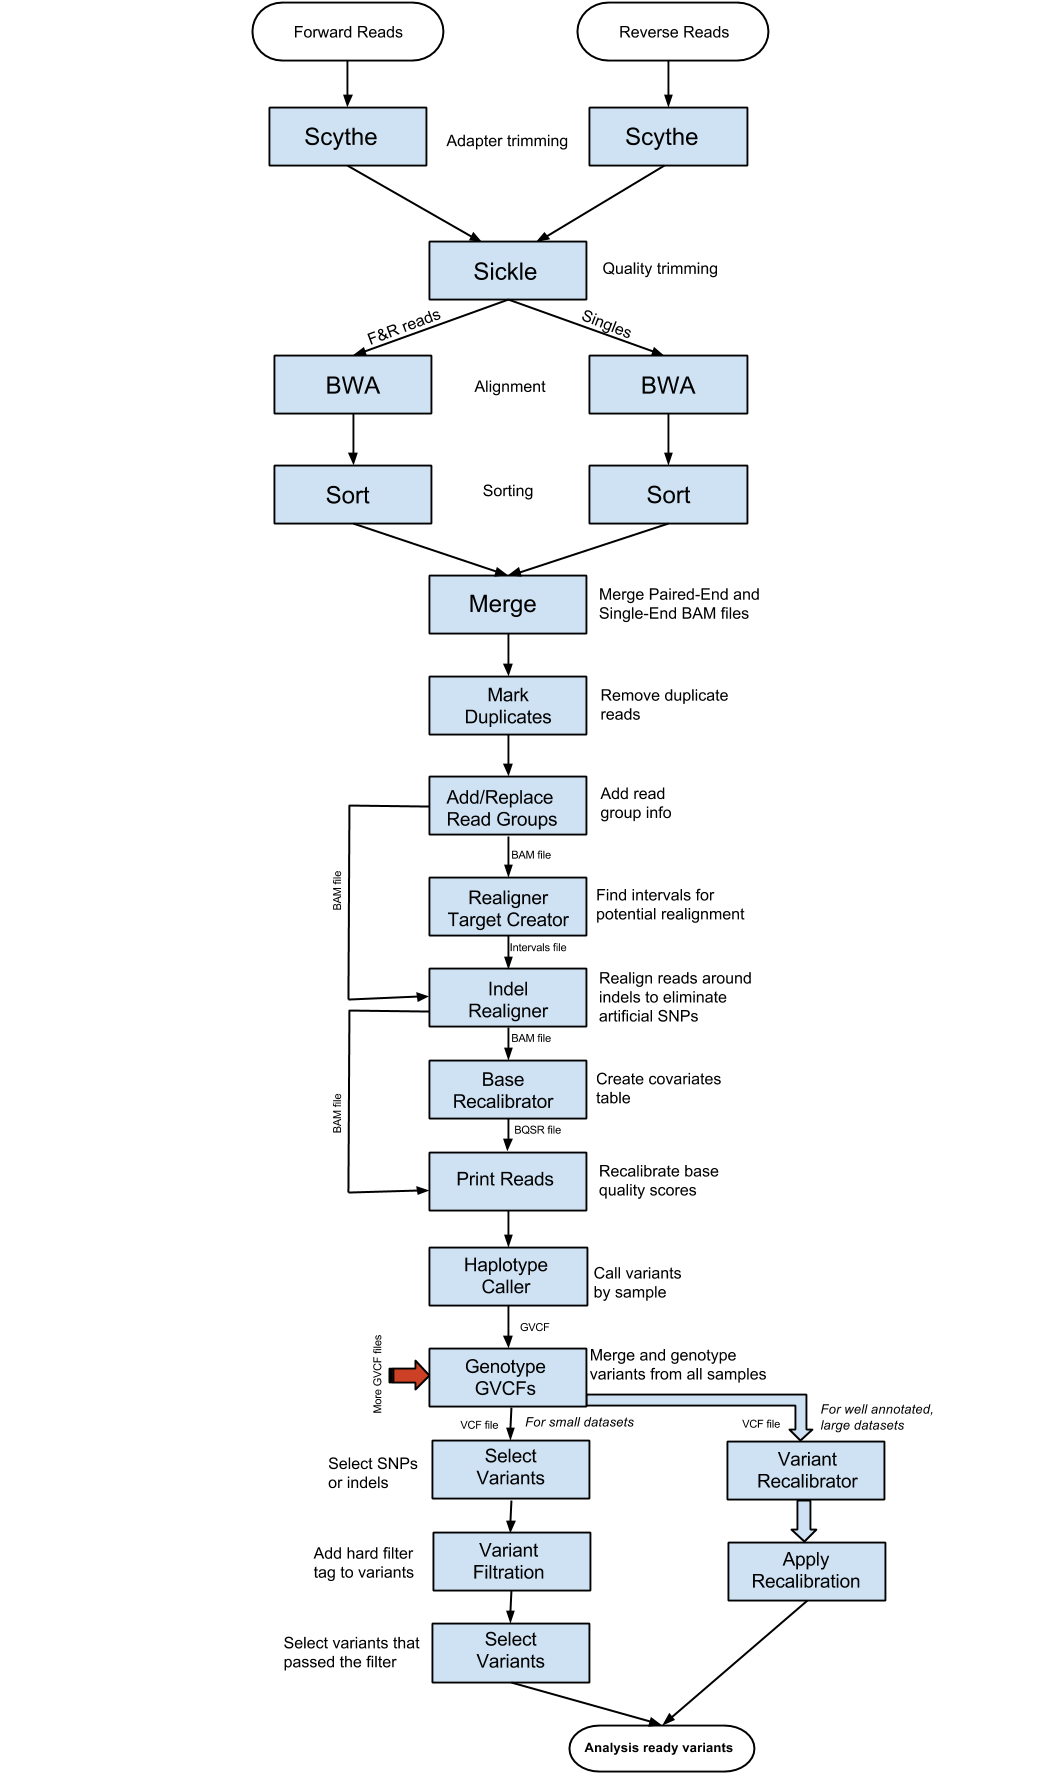 Forward Reads
Reverse Reads
Scythe
Adapter trimming
Scythe
Sickle
Quality trimming
F&R reads
Singles
BWA
Alignment
BWA
Sort
Sorting
Sort
Merge
Merge Paired-End and
Single-End BAM files
Mark
Duplicates
Remove duplicate
reads
Add/Replace
Read Groups
Add read
group info
BAM file
BAM file
Realigner
Target Creator
Find intervals for
potential realignment
Intervals file
Indel
Realigner
Realign reads around
indels to eliminate
artificial SNPs
BAM file
BAM file
Base
Recalibrator
Create covariates
table
BQSR file
Print Reads
Recalibrate base
quality scores
Haplotype
Caller
Call variants
by sample
GVCF
More GVCF files
Genotype
GVCFs
Merge and genotype
variants from all samples
VCF file
For small datasets
VCF file
For well annotated,
large datasets
Select SNPs
or indels
Select
Variants
Variant
Recalibrator
Add hard filter
tag to variants
Variant
Filtration
Apply
Recalibration
Select variants that
passed the filter
Select
Variants
Analysis ready variants